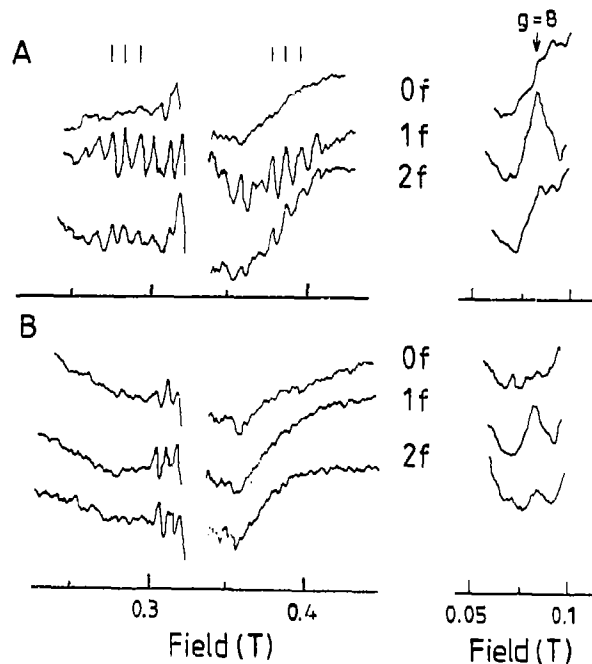 g=8
A
0f
1f
2f
B
0f
1f
2f
0.3 0.4 0.05 0.1
Field (T) Field (T)